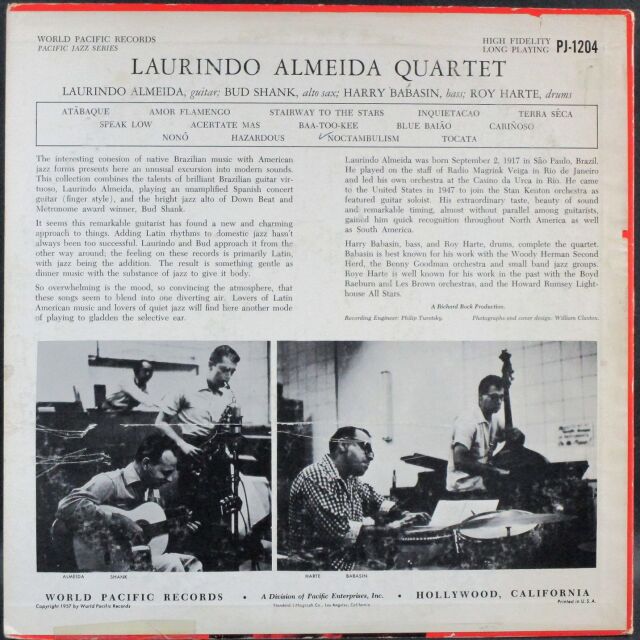 WORLD PACIFIC RECORDS
PACIFIC JAZZ SERIES
HIGH FIDELITY
LONG PLAYING PJ-1204
LAURINDO ALMEIDA QUARTET
LAURINDO ALMEIDA, guitar; BUD SHANK, alto sax; HARRY BABASIN, bass; ROY HARTE, drums
ATÃBAQUE AMOR FLAMENGO STAIRWAY TO THE STARS INQUIETACAO TERRA SÊCA
SPEAK LOW ACERTATE MAS BAA-TOO-KEE BLUE BAIÃO CARIÑOSO
NONÔ HAZARDOUS NOCTAMBULISM TOCATA
The interesting conesion of native Brazilian music with American
jazz forms presents here an unusual excursion into modern sounds.
This collection combines the talents of brilliant Brazilian guitar vir-
tuoso, Laurindo Almeida, playing an unamplified Spanish concert
guitar (finger style), and the bright jazz alto of Down Beat and
Metronome award winner, Bud Shank.
It seems this remarkable guitarist has found a new and charming
approach to things. Adding Latin rhythms to domestic jazz hasn't
always been too successful. Laurindo and Bud approach it from the
other way around; the feeling on these records is primarily Latin,
with jazz being the addition. The result is something gentle as
dinner music with the substance of jazz to give it body.
So overwhelming is the mood, so convincing the atmosphere, that
these songs seem to blend into one diverting air. Lovers of Latin
American music and lovers of quiet jazz will find here another mode
of playing to gladden the selective ear.
Laurindo Almeida was born September 2, 1917 in São Paulo, Brazil.
He played on the staff of Radio Magrink Veiga in Rio de Janeiro
and led his own orchestra at the Casino da Urca in Rio. He came
to the United States in 1947 to join the Stan Kenton orchestra as
featured guitar soloist. His extraordinary taste, beauty of sound
and remarkable timing, almost without parallel among guitarists,
gained him quick recognition throughout North America as well
as South America.
Harry Babasin, bass, and Roy Harte, drums, complete the quartet.
Babasin is best known for his work with the Woody Herman Second
Herd, the Benny Goodman orchestra and small band jazz groups.
Roye Harte is well known for his work in the past with the Boyd
Raeburn and Les Brown orchestras, and the Howard Rumsey Light-
house All Stars.
A Richard Bock Production.
Recording Engineer: Philip Turetsky. Photographs and cover design: William Claxton.
ALMEIDA SHANK
HARTE BABASIN
WORLD PACIFIC RECORDS • A Division of Pacific Enterprises, Inc. • HOLLYWOOD, CALIFORNIA
Copyright 1957 by World Pacific Records
Los Angeles, California
Printed in U.S.A.